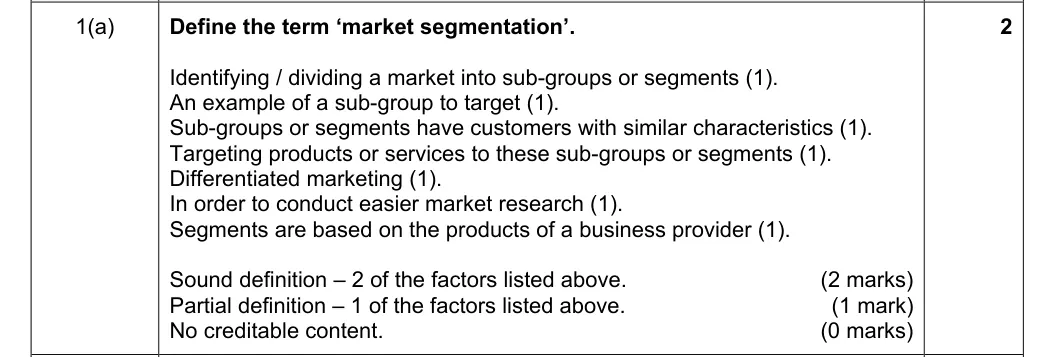 1(a) Define the term ‘market segmentation’. 2
Identifying / dividing a market into sub-groups or segments (1).
An example of a sub-group to target (1).
Sub-groups or segments have customers with similar characteristics (1).
Targeting products or services to these sub-groups or segments (1).
Differentiated marketing (1).
In order to conduct easier market research (1).
Segments are based on the products of a business provider (1).
Sound definition – 2 of the factors listed above. (2 marks)
Partial definition – 1 of the factors listed above. (1 mark)
No creditable content. (0 marks)